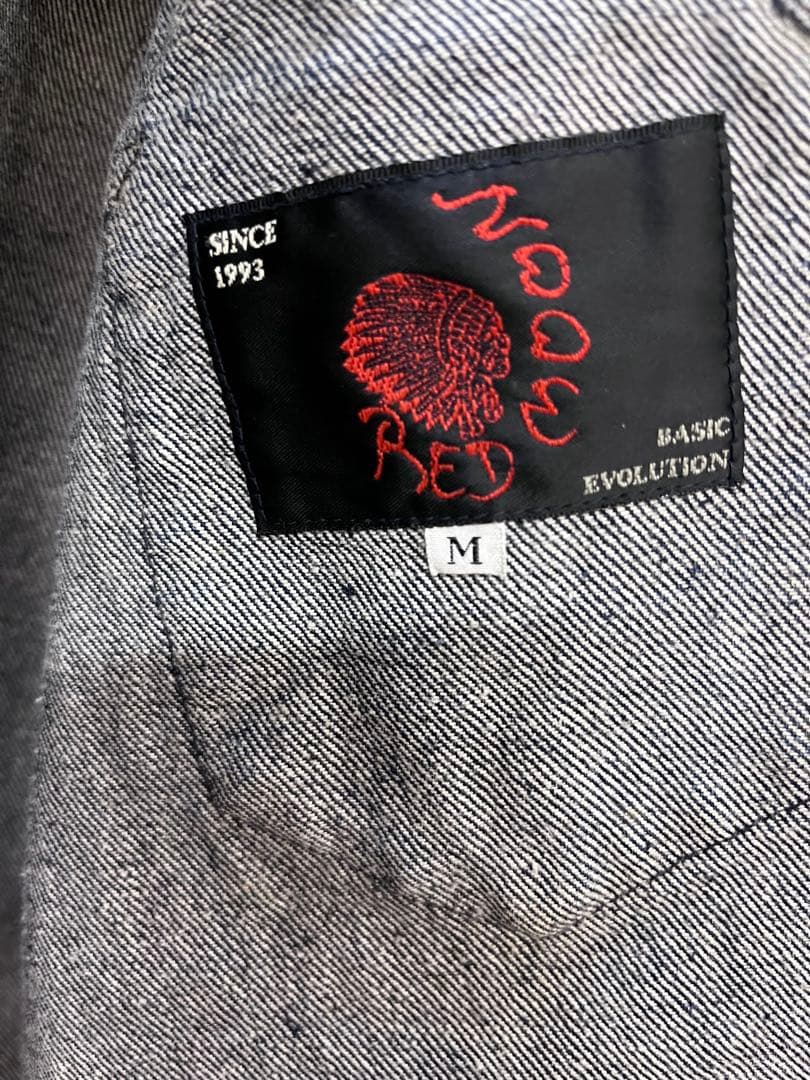 SINCE
1993
RED
MOON
BASIC
EVOLUTION
M